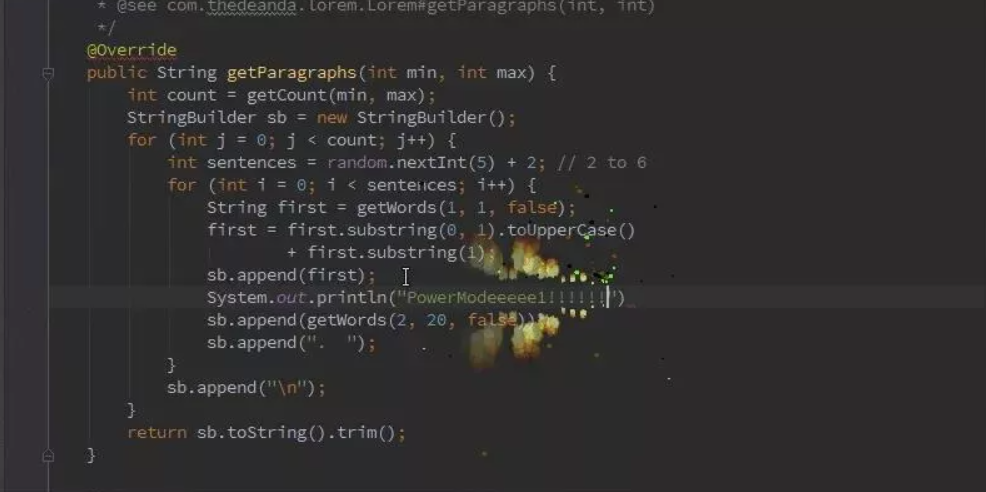 * @see com.thedeanda.lorem.Lorem#getParagraphs(int, int)
*/
@Override
public String getParagraphs(int min, int max) {
int count = getCount(min, max);
StringBuilder sb = new StringBuilder();
for (int j = 0; j < count; j++) {
int sentences = random.nextInt(5) + 2; // 2 to 6
for (int i = 0; i < sentences; i++) {
String first = getWords(1, 1, false);
first = first.substring(0, 1).toUpperCase()
+ first.substring(1);
sb.append(first);
System.out.println("PowerModeeeee1!!!!!!!")
sb.append(getWords(2, 20, false));
sb.append(".  ");
}
sb.append("\n");
}
return sb.toString().trim();
}